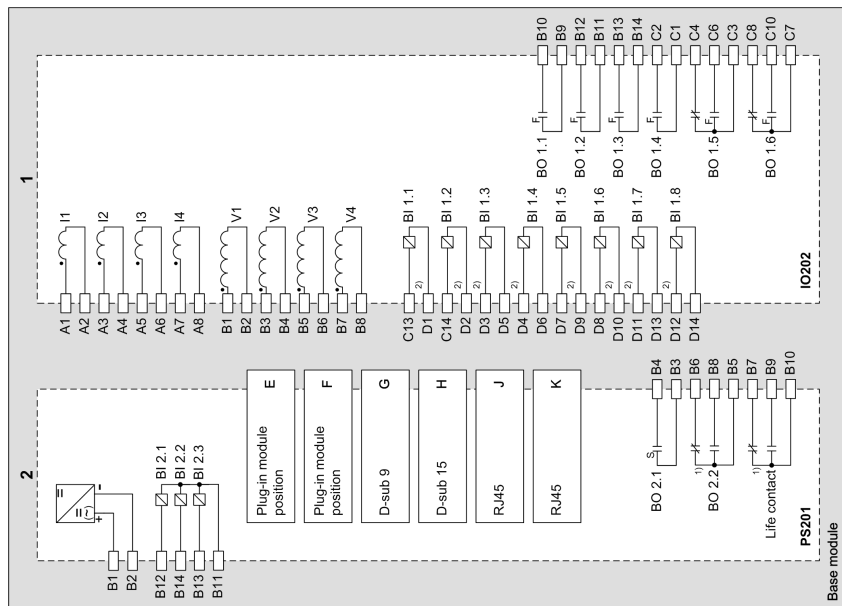 1
I1
I2
I3
I4
A1
A2
A3
A4
A5
A6
A7
A8
V1
V2
V3
V4
B1
B2
B3
B4
B5
B6
B7
B8
BI 1.1
BI 1.2
BI 1.3
BI 1.4
BI 1.5
BI 1.6
BI 1.7
BI 1.8
C13
2)
D1
C14
2)
D2
2)
D3
D5
2)
D4
D6
2)
D7
D9
2)
D8
D10
2)
D11
D13
2)
D12
D14
BO 1.1
F
B10
B9
BO 1.2
F
B12
B11
BO 1.3
F
B13
B14
BO 1.4
F
C2
C1
BO 1.5
F
C4
C6
C3
BO 1.6
F
C8
C10
C7
IO202
2
=
=
(~)
+
-
B1
B2
BI 2.1
BI 2.2
BI 2.3
B12
B14
B13
B11
Plug-in module
position
E
Plug-in module
position
F
D-sub 9
G
D-sub 15
H
RJ45
J
RJ45
K
BO 2.1
S
B4
B3
BO 2.2
1)
B6
B8
B5
Life contact
1)
B7
B9
B10
PS201
Base module